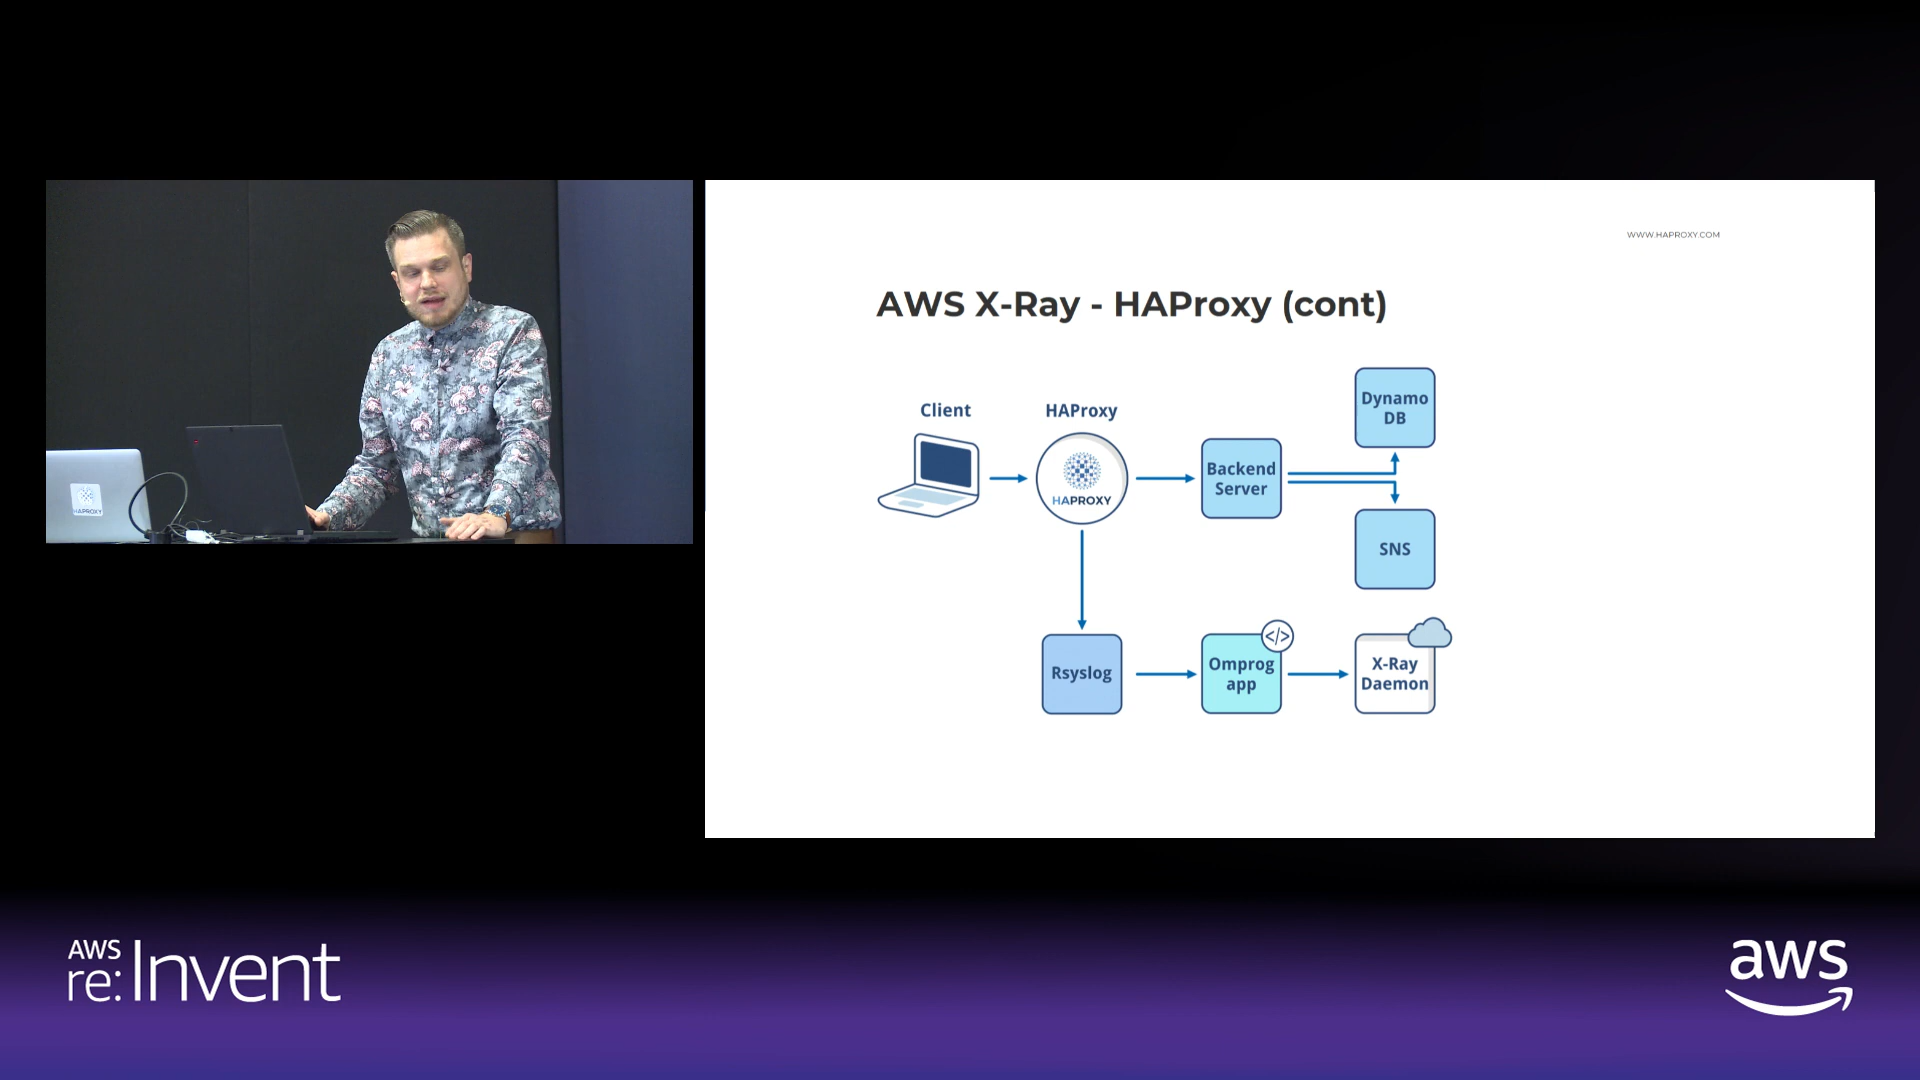 WWW.HAPROXY.COM
AWS X-Ray - HAProxy (cont)
Client
HAProxy
HAPROXY
Backend
Server
Dynamo
DB
SNS
Rsyslog
Omprog
app
</>
X-Ray
Daemon
HAPROXY
AWS
re:Invent
aws